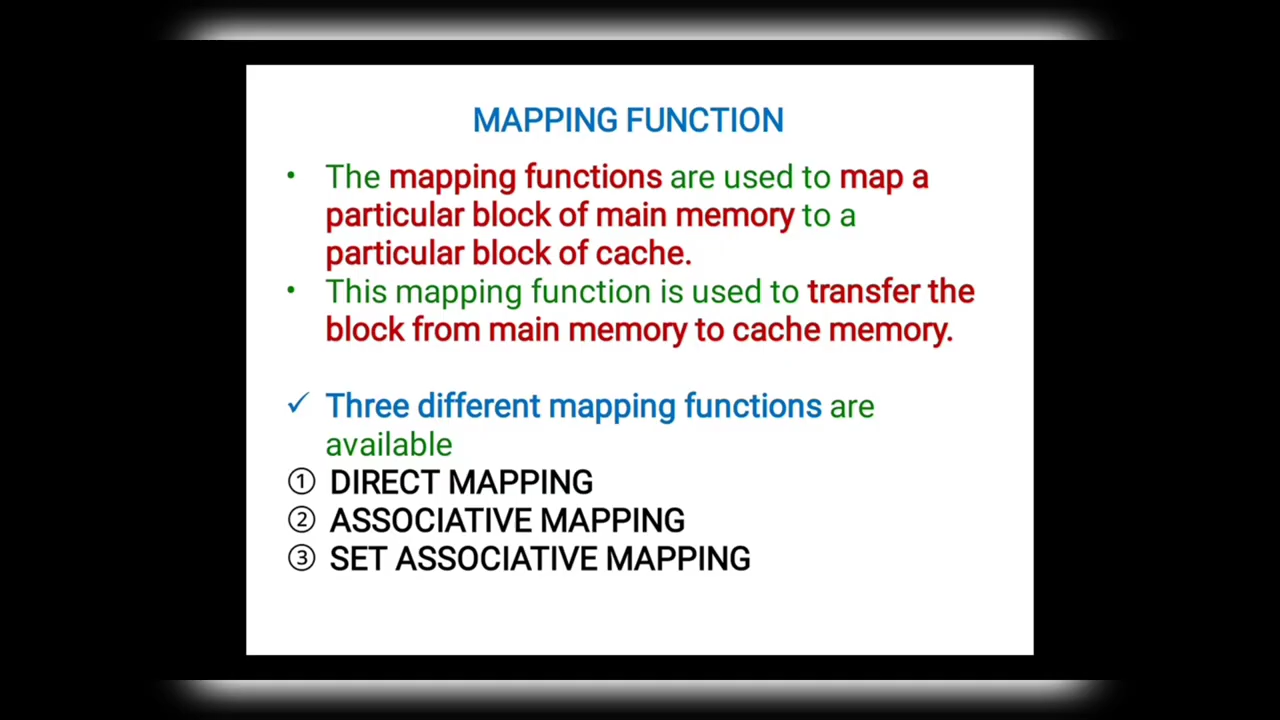 MAPPING FUNCTION
• The mapping functions are used to map a
particular block of main memory to a
particular block of cache.
• This mapping function is used to transfer the
block from main memory to cache memory.
✓ Three different mapping functions are
available
① DIRECT MAPPING
② ASSOCIATIVE MAPPING
③ SET ASSOCIATIVE MAPPING